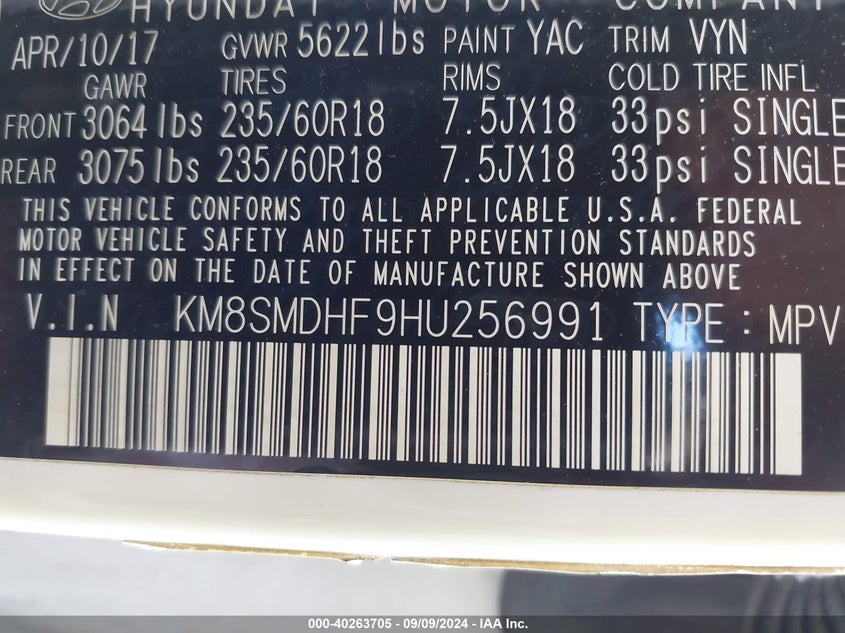 HYUNDAI MOTOR COMPANY
APR/10/17 GVWR 5622lbs PAINT YAC TRIM VYN
GAWR TIRES RIMS COLD TIRE INFL
FRONT 3064lbs 235/60R18 7.5JX18 33psi SINGLE
REAR 3075lbs 235/60R18 7.5JX18 33psi SINGLE
THIS VEHICLE CONFORMS TO ALL APPLICABLE U.S.A. FEDERAL
MOTOR VEHICLE SAFETY AND THEFT PREVENTION STANDARDS
IN EFFECT ON THE DATE OF MANUFACTURE SHOWN ABOVE
V.I.N KM8SMDHF9HU256991 TYPE : MPV
000-40263705 - 09/09/2024 - IAA Inc.